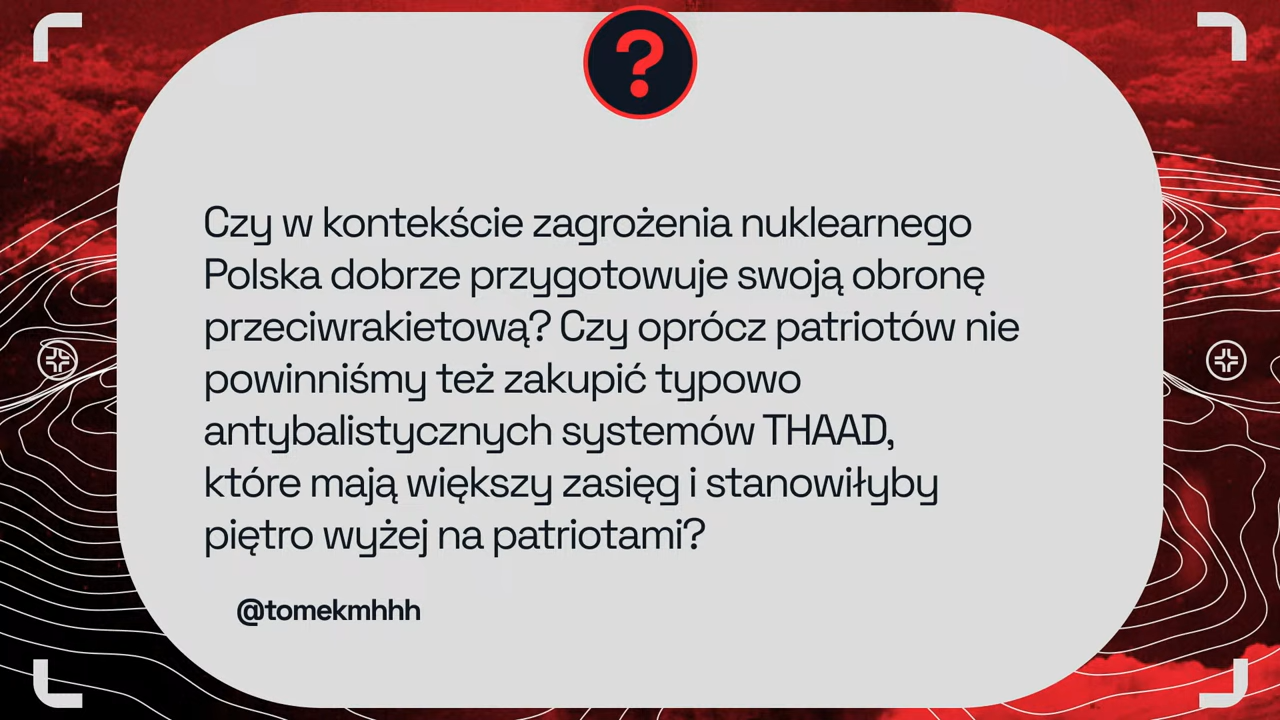 ?
Czy w kontekście zagrożenia nuklearnego
Polska dobrze przygotowuje swoją obronę
przeciwrakietową? Czy oprócz patriotów nie
powinniśmy też zakupić typowo
antybalistycznych systemów THAAD,
które mają większy zasięg i stanowiłyby
piętro wyżej na patriotami?
@tomekmhhh